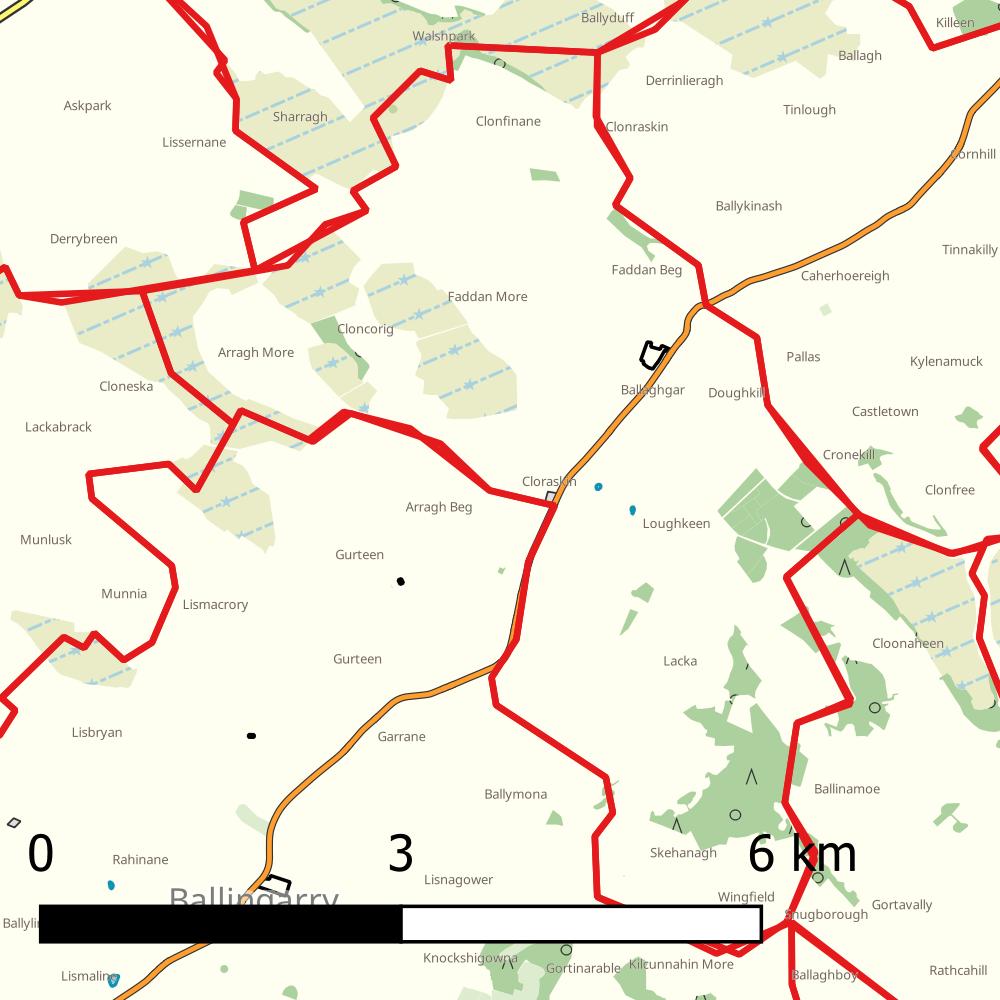 Ballyduff
Killeen
Walshpark
Ballagh
Derrinlieragh
Askpark
Tinlough
Sharragh
Clonfinane
Clonraskin
Lissernane
Cornhill
Ballykinash
Derrybreen
Tinnakilly
Faddan Beg
Caherhoereigh
Faddan More
Cloncorig
Arragh More
Pallas
Kylenamuck
Cloneska
Ballaghgar
Doughkill
Castletown
Lackabrack
Cronekill
Cloraskin
Clonfree
Arragh Beg
Loughkeen
Munlusk
Gurteen
Munnia
Lismacrory
Cloonaheen
Gurteen
Lacka
Lisbryan
Garrane
Ballinamoe
Ballymona
0 3 6 km
Rahinane
Skehanagh
Lisnagower
Ballingarry
Wingfield
Gortavally
Shugborough
Knockshigowna
Kilcunnahin More
Gortinarable
Rathcahill
Lismaling
Ballaghboy